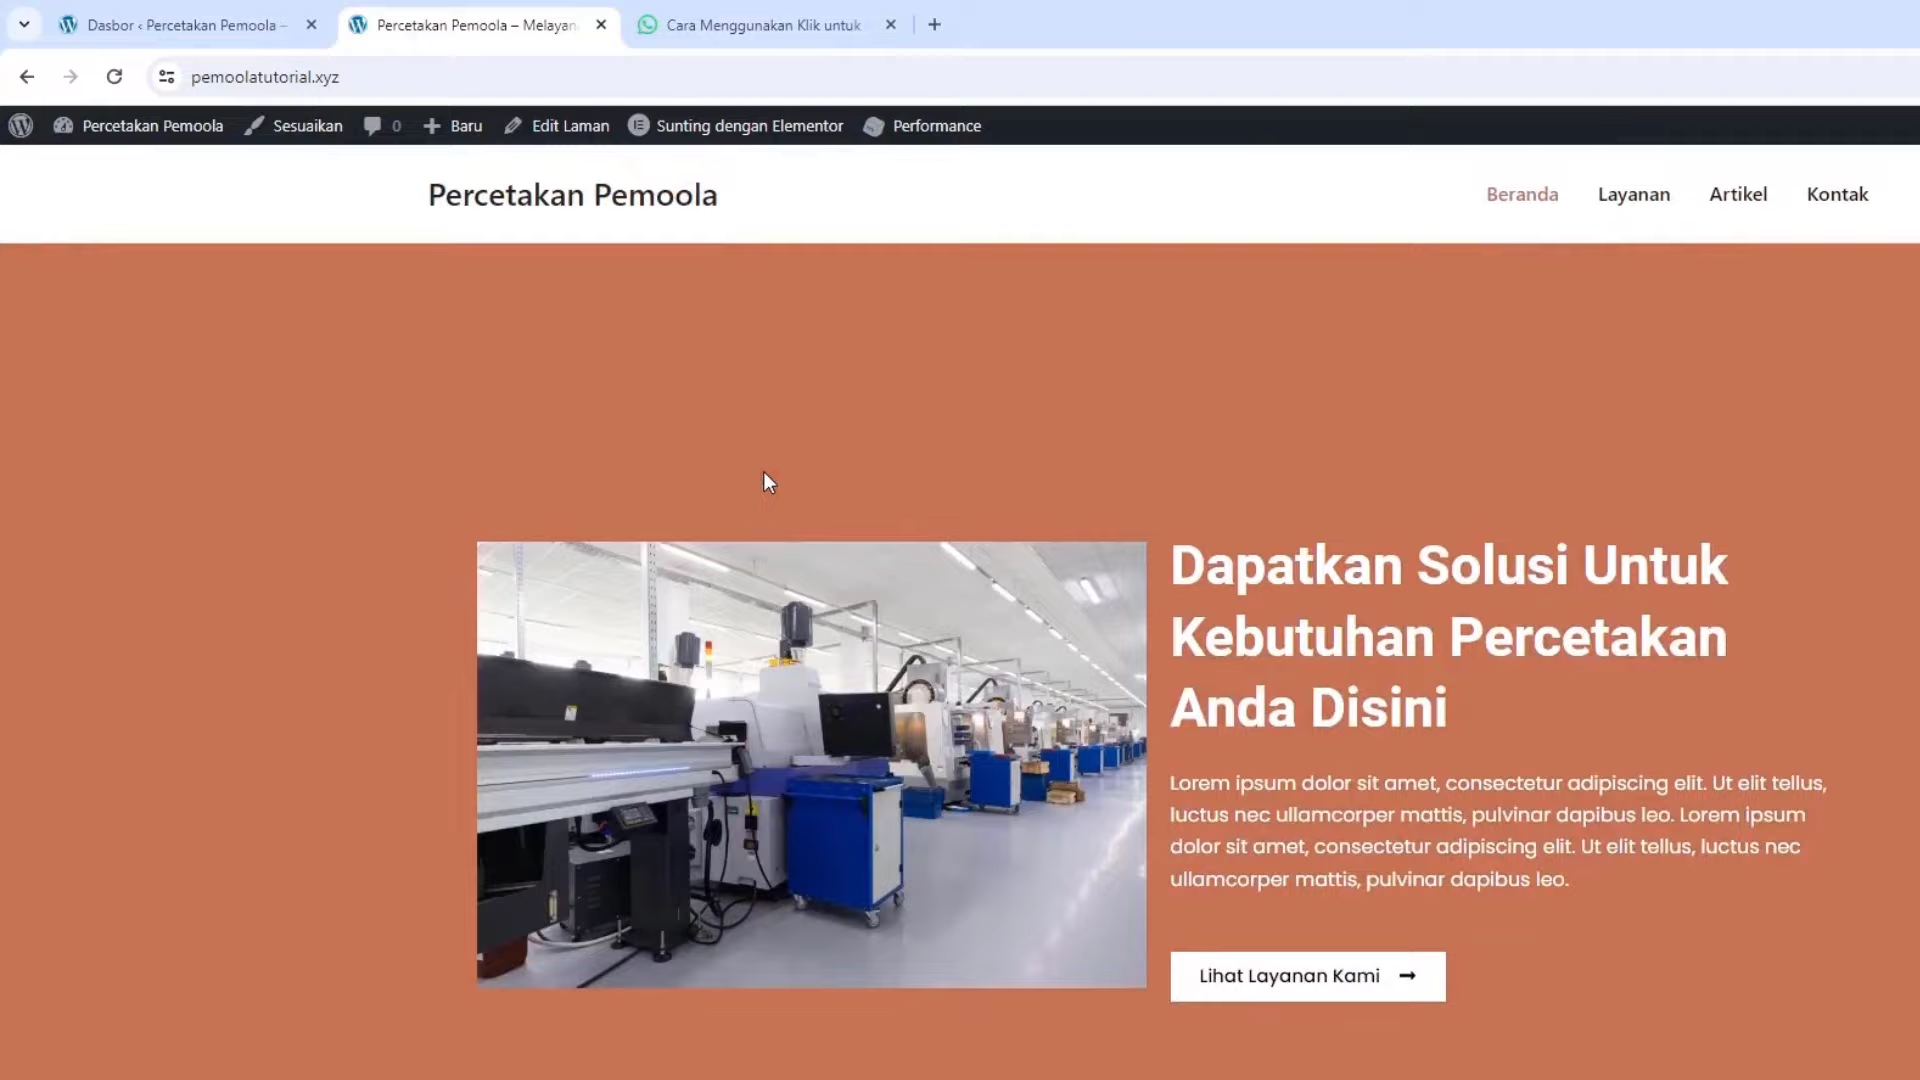 Dasbor ‹ Percetakan Pemoola –
Percetakan Pemoola – Melayan
Cara Menggunakan Klik untuk
pemoolatutorial.xyz
Percetakan Pemoola
Sesuaikan
0
Baru
Edit Laman
Sunting dengan Elementor
Performance
Percetakan Pemoola
Beranda
Layanan
Artikel
Kontak
Dapatkan Solusi Untuk
Kebutuhan Percetakan
Anda Disini
Lorem ipsum dolor sit amet, consectetur adipiscing elit. Ut elit tellus,
luctus nec ullamcorper mattis, pulvinar dapibus leo. Lorem ipsum
dolor sit amet, consectetur adipiscing elit. Ut elit tellus, luctus nec
ullamcorper mattis, pulvinar dapibus leo.
Lihat Layanan Kami